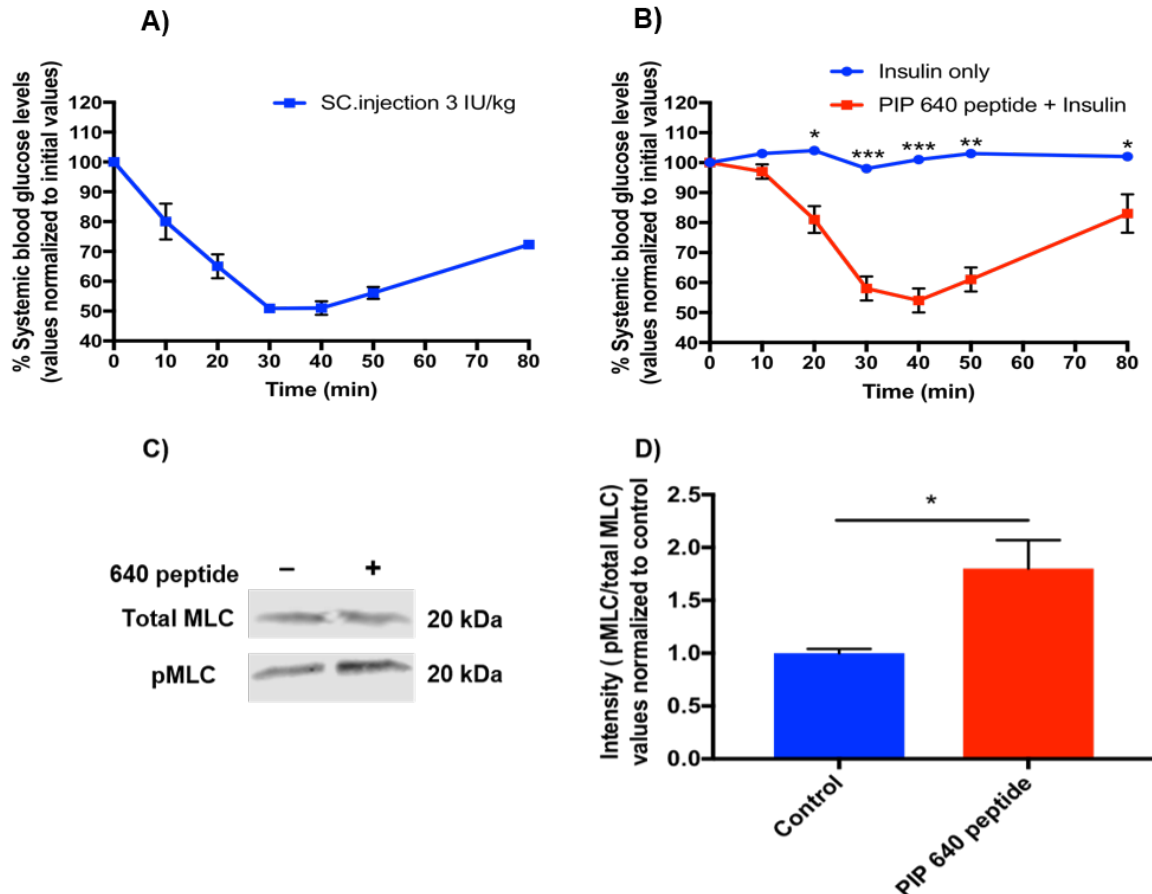 A)
% Systemic blood glucose levels
(values normalized to initial values)
120
110
100
90
80
70
60
50
40
SC.injection 3 IU/kg
0 10 20 30 40 50 60 70 80
Time (min)
B)
% Systemic blood glucose levels
(values normalized to initial values)
120
110
100
90
80
70
60
50
40
Insulin only
PIP 640 peptide + Insulin
* *** *** ** *
0 10 20 30 40 50 60 70 80
Time (min)
C)
640 peptide – +
Total MLC 20 kDa
pMLC 20 kDa
D)
Intensity ( pMLC/total MLC)
values normalized to control
2.5
2.0
1.5
1.0
0.5
0.0
*
Control
PIP 640 peptide